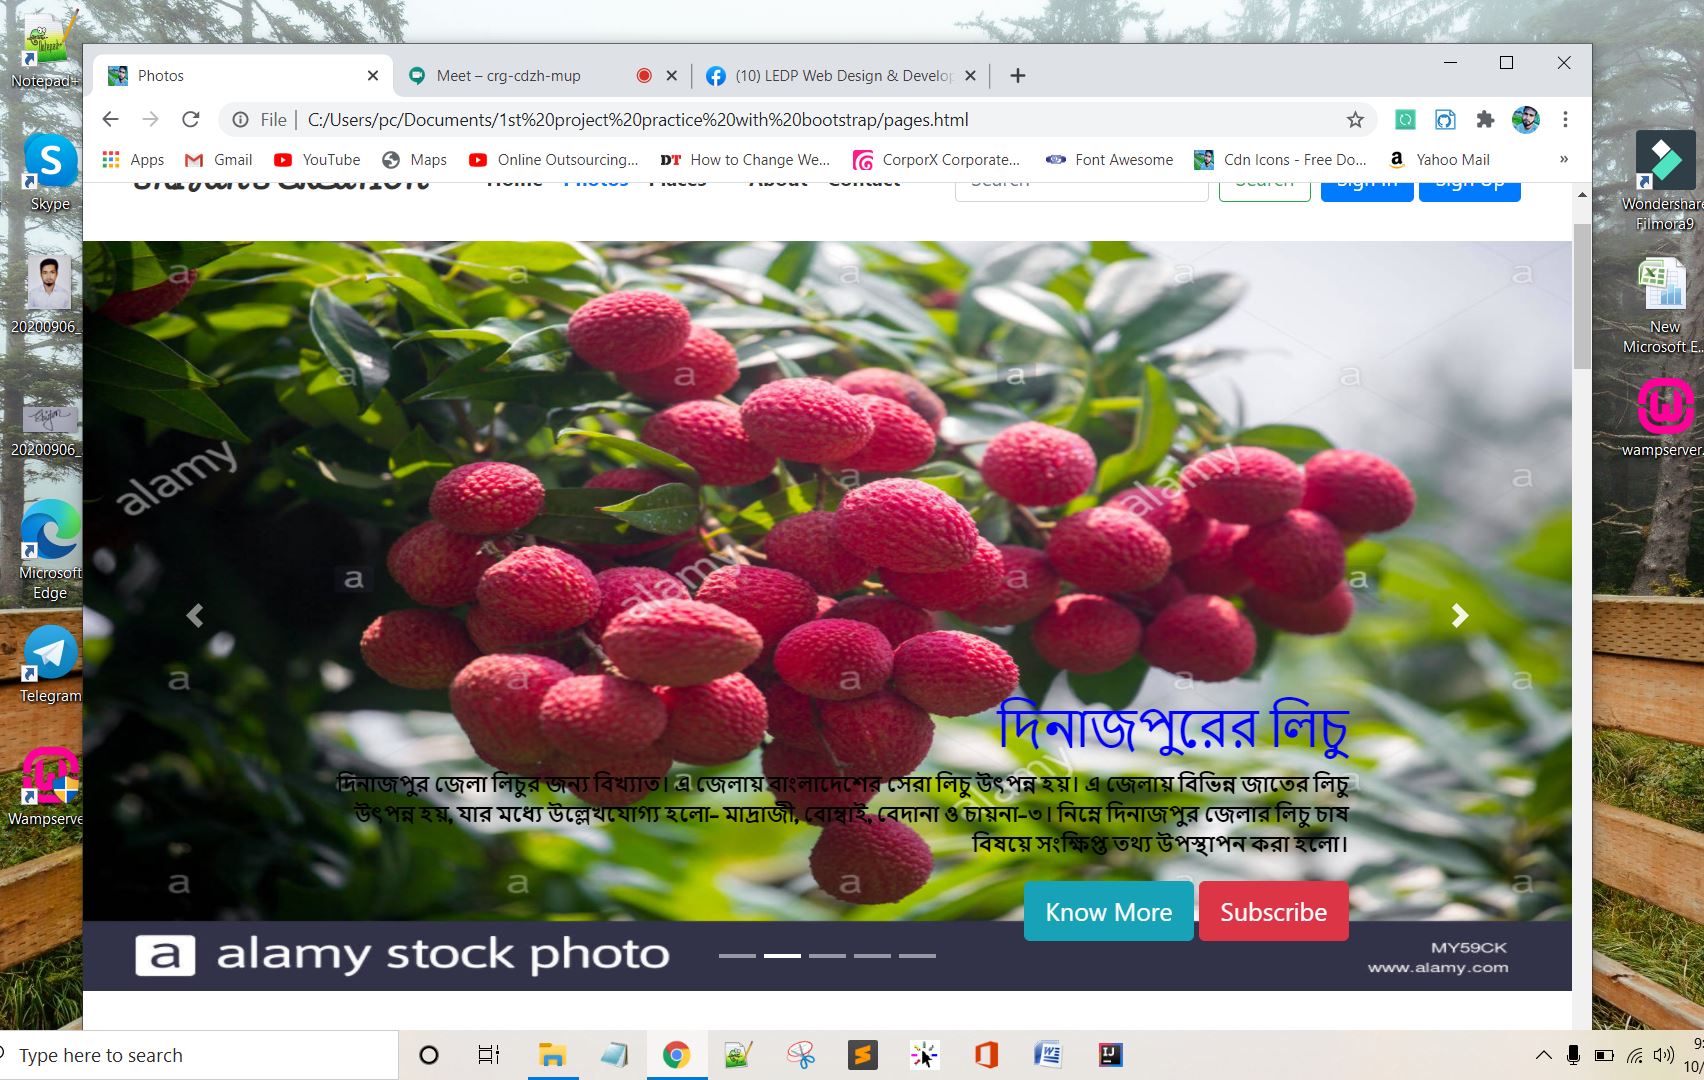 Notepad+
Skype
20200906_
20200906_
Microsoft
Edge
Telegram
Wampserve
Photos
Meet – crg-cdzh-mup
(10) LEDP Web Design & Develop
File
C:/Users/pc/Documents/1st%20project%20practice%20with%20bootstrap/pages.html
Apps
Gmail
YouTube
Maps
Online Outsourcing...
DT How to Change We...
CorporX Corporate...
Font Awesome
Cdn Icons - Free Do...
Yahoo Mail
»
Home Photos Places About Contact
Search
Search
Sign In
Sign Up
alamy
alamy
alamy
alamy
দিনাজপুরের লিচু
দিনাজপুর জেলা লিচুর জন্য বিখ্যাত। এ জেলায় বাংলাদেশের সেরা লিচু উৎপন্ন হয়। এ জেলায় বিভিন্ন জাতের লিচু
উৎপন্ন হয়, যার মধ্যে উল্লেখযোগ্য হলো- মাদ্রাজী, বোম্বাই, বেদানা ও চায়না-৩। নিম্নে দিনাজপুর জেলার লিচু চাষ
বিষয়ে সংক্ষিপ্ত তথ্য উপস্থাপন করা হলো।
Know More
Subscribe
a alamy stock photo
MY59CK
www.alamy.com
Wondershare
Filmora9
New
Microsoft E...
wampserver.
Type here to search